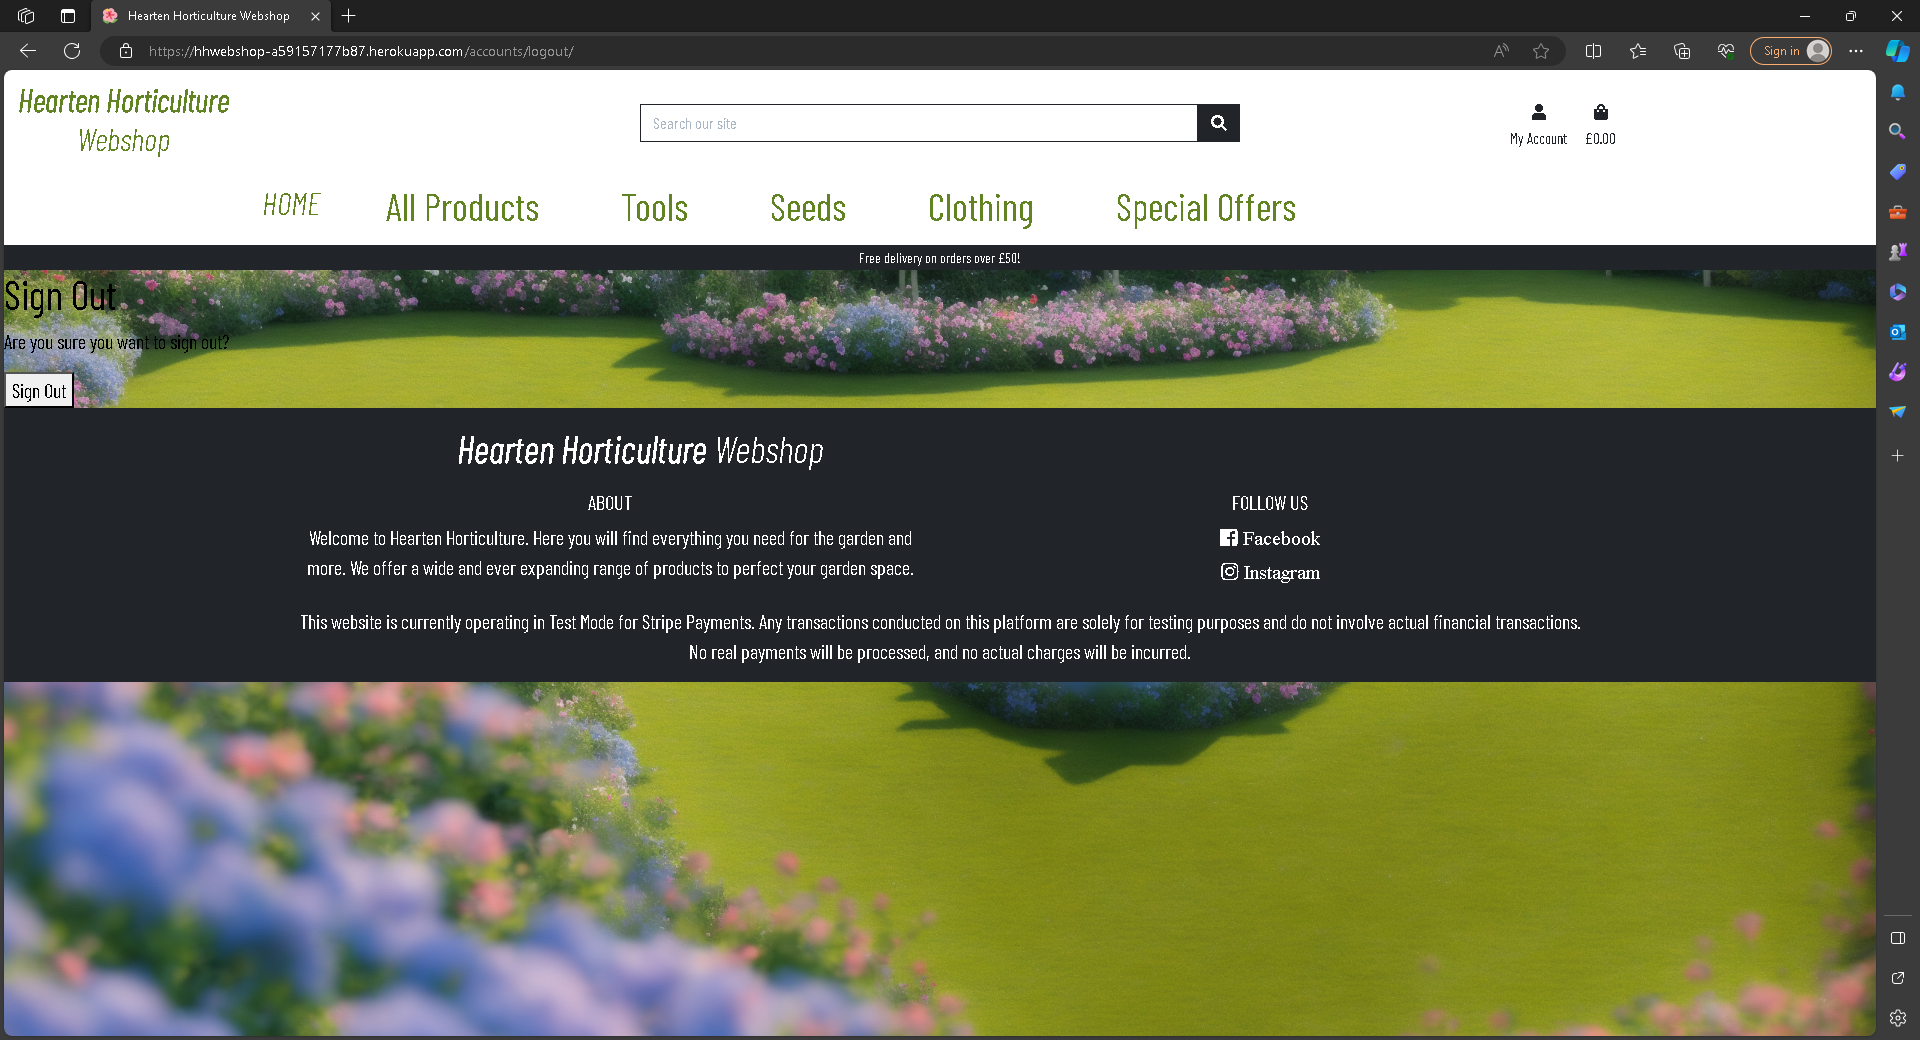 Hearten Horticulture Webshop
https://hhwebshop-a59157177b87.herokuapp.com/accounts/logout/
Sign in
Hearten Horticulture
Webshop
Search our site
My Account
£0.00
HOME
All Products
Tools
Seeds
Clothing
Special Offers
Free delivery on orders over £50!
Sign Out
Are you sure you want to sign out?
Sign Out
Hearten Horticulture Webshop
ABOUT
Welcome to Hearten Horticulture. Here you will find everything you need for the garden and
more. We offer a wide and ever expanding range of products to perfect your garden space.
FOLLOW US
Facebook
Instagram
This website is currently operating in Test Mode for Stripe Payments. Any transactions conducted on this platform are solely for testing purposes and do not involve actual financial transactions.
No real payments will be processed, and no actual charges will be incurred.